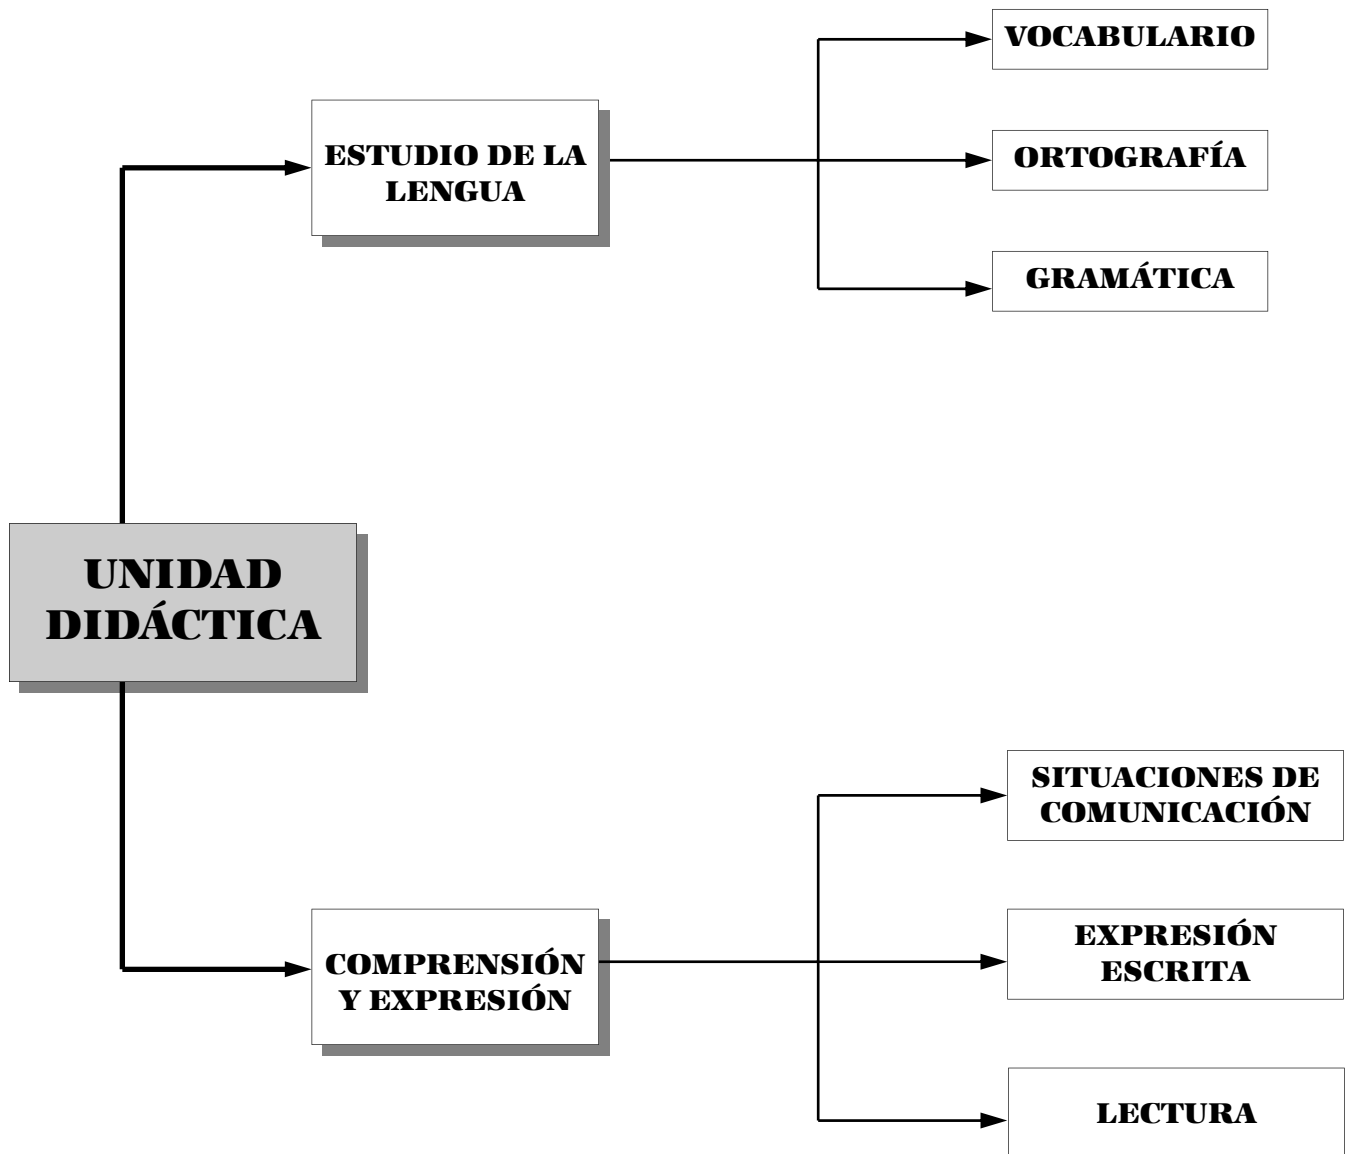 VOCABULARIO
ESTUDIO DE LA
LENGUA
ORTOGRAFÍA
GRAMÁTICA
UNIDAD
DIDÁCTICA
SITUACIONES DE
COMUNICACIÓN
COMPRENSIÓN
Y EXPRESIÓN
EXPRESIÓN
ESCRITA
LECTURA